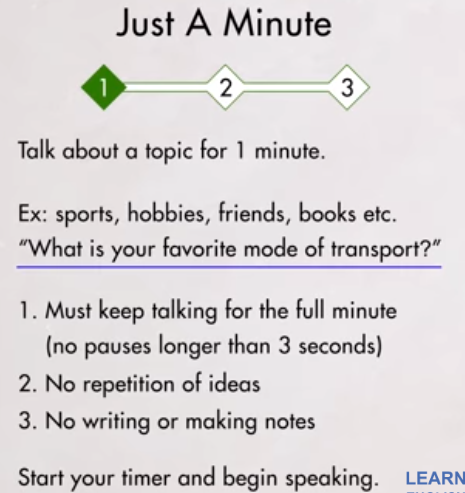 Just A Minute
1 2 3
Talk about a topic for 1 minute.
Ex: sports, hobbies, friends, books etc.
“What is your favorite mode of transport?”
1. Must keep talking for the full minute
(no pauses longer than 3 seconds)
2. No repetition of ideas
3. No writing or making notes
Start your timer and begin speaking.
LEARN